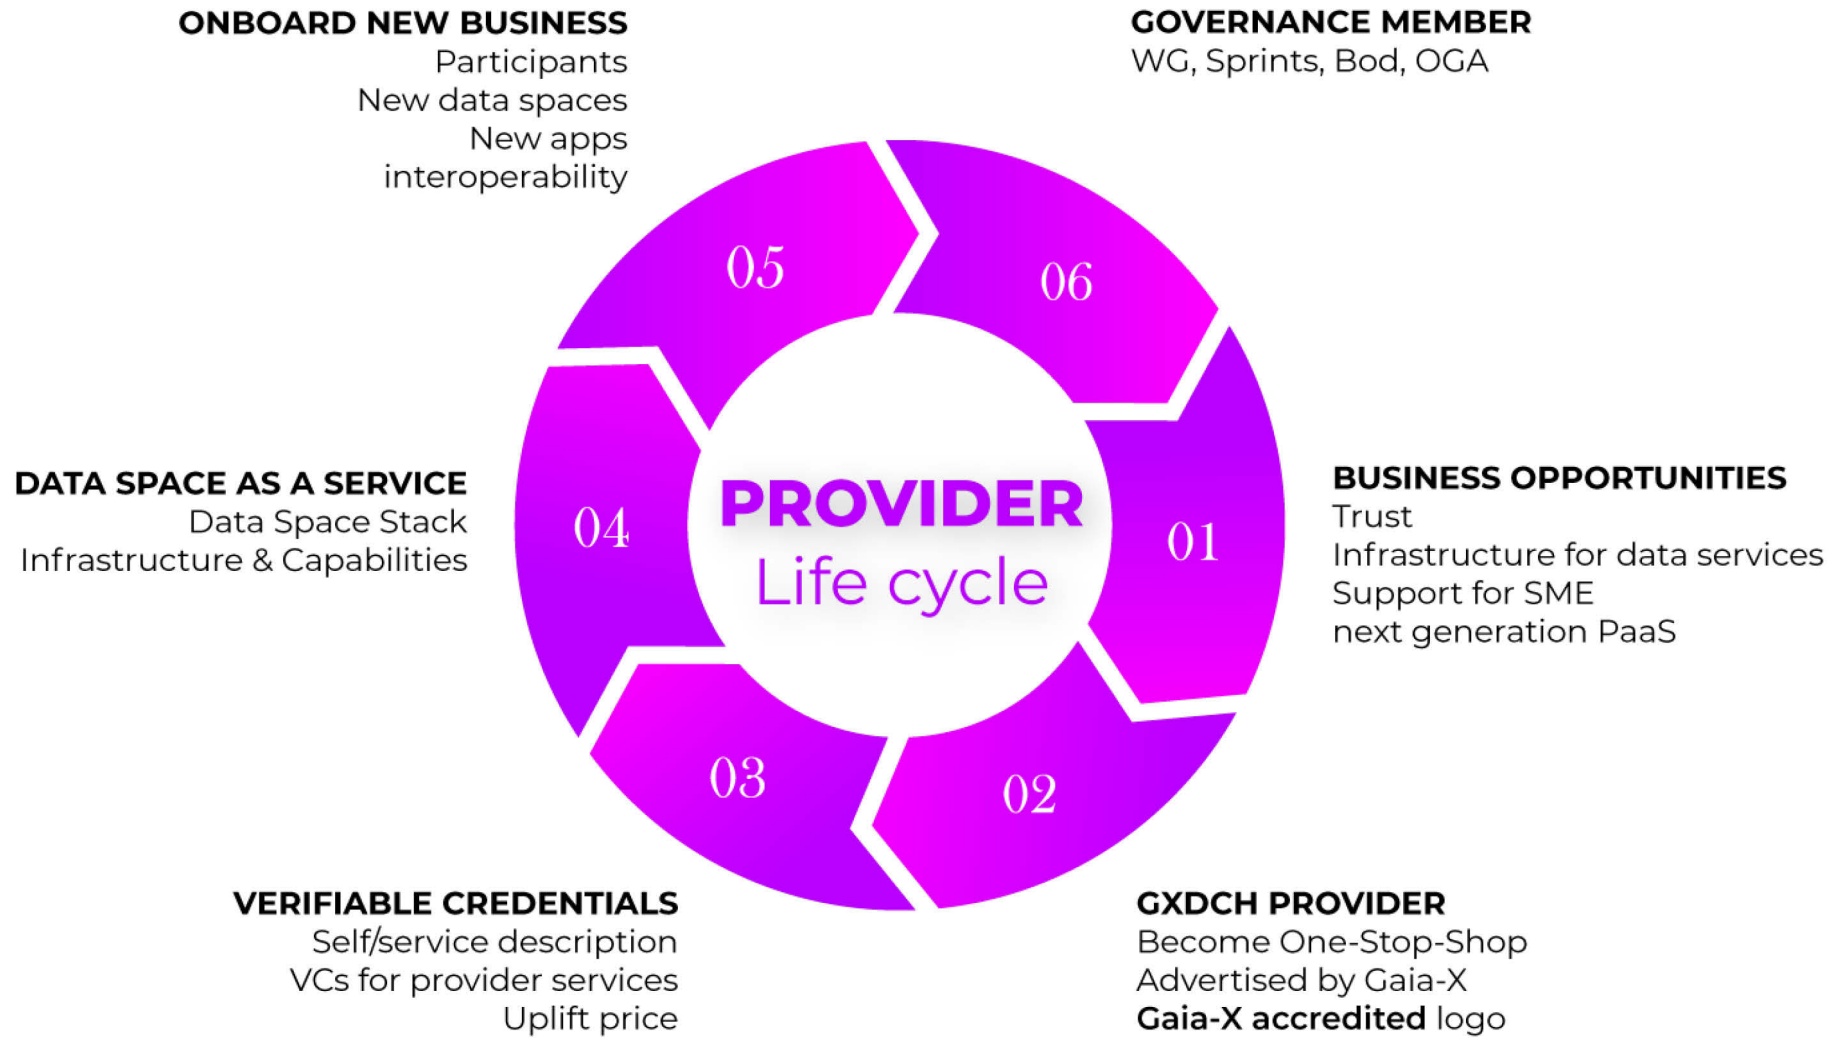 ONBOARD NEW BUSINESS
Participants
New data spaces
New apps
interoperability
GOVERNANCE MEMBER
WG, Sprints, Bod, OGA
05
06
DATA SPACE AS A SERVICE
Data Space Stack
Infrastructure & Capabilities
04
PROVIDER
Life cycle
01
BUSINESS OPPORTUNITIES
Trust
Infrastructure for data services
Support for SME
next generation PaaS
03
02
VERIFIABLE CREDENTIALS
Self/service description
VCs for provider services
Uplift price
GXDCH PROVIDER
Become One-Stop-Shop
Advertised by Gaia-X
Gaia-X accredited logo